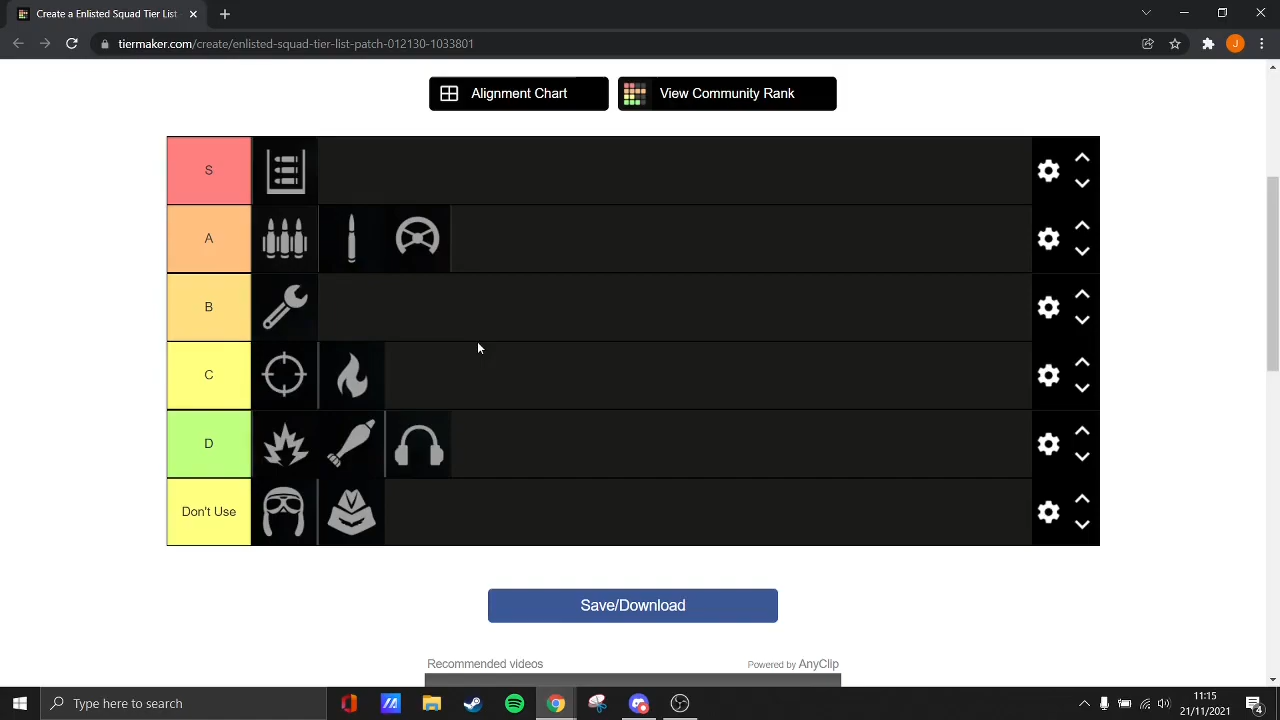 Create a Enlisted Squad Tier List
tiermaker.com/create/enlisted-squad-tier-list-patch-012130-1033801
J
Alignment Chart
View Community Rank
S
A
B
C
D
Don't Use
Save/Download
Recommended videos
Powered by AnyClip
Type here to search
11:15
21/11/2021
4